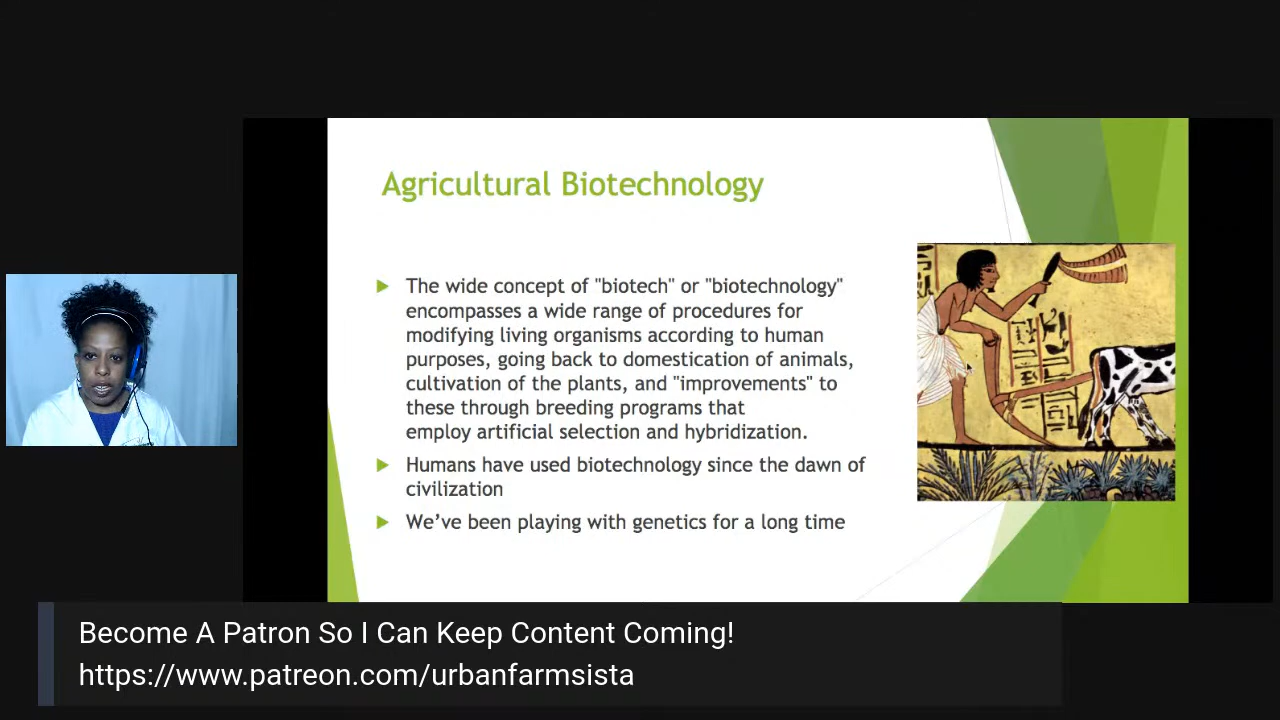 Agricultural Biotechnology
The wide concept of "biotech" or "biotechnology"
encompasses a wide range of procedures for
modifying living organisms according to human
purposes, going back to domestication of animals,
cultivation of the plants, and "improvements" to
these through breeding programs that
employ artificial selection and hybridization.
Humans have used biotechnology since the dawn of
civilization
We've been playing with genetics for a long time
Become A Patron So I Can Keep Content Coming!
https://www.patreon.com/urbanfarmsista